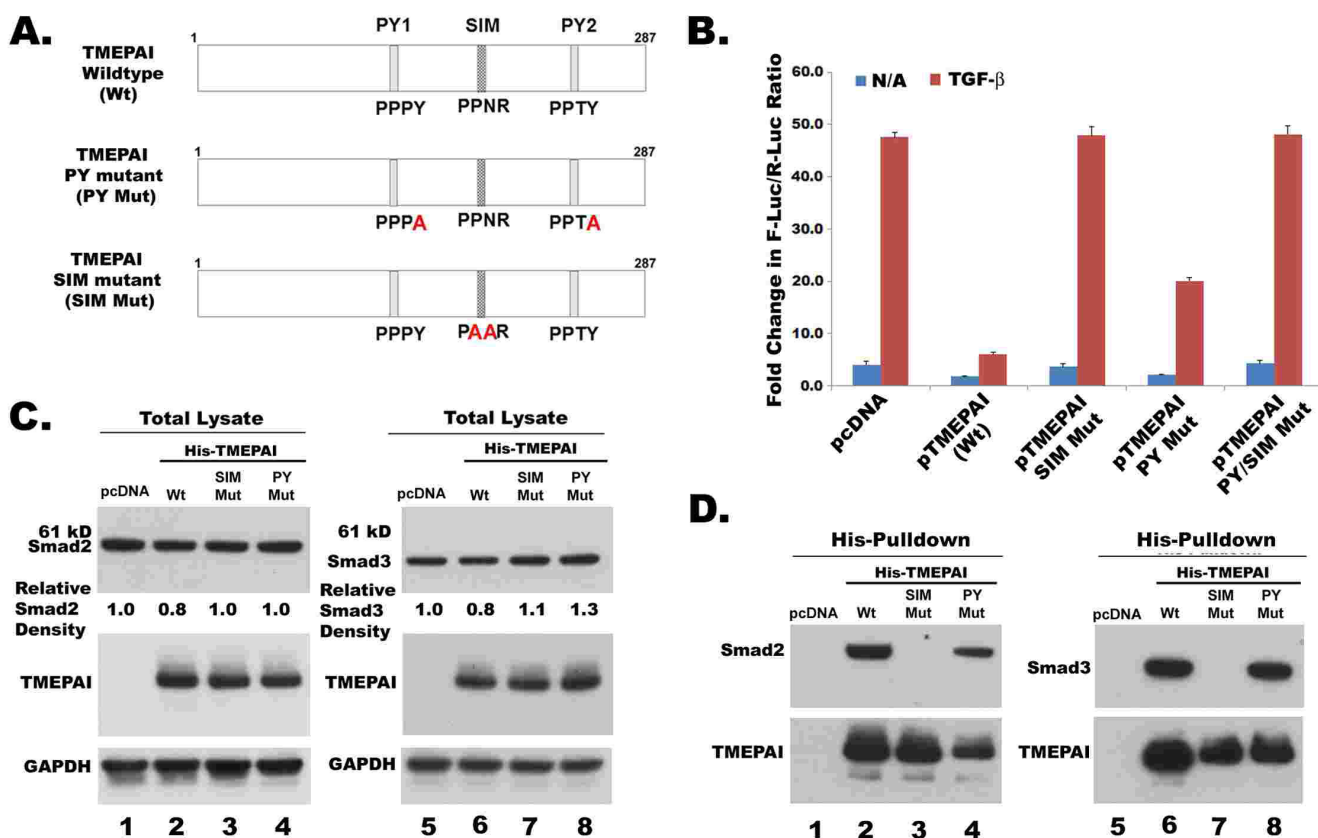 A.
PY1 SIM PY2
TMEPAI
Wildtype
(Wt)
1 287
PPPY PPNR PPTY
TMEPAI
PY mutant
(PY Mut)
1 287
PPPA PPNR PPTA
TMEPAI
SIM mutant
(SIM Mut)
1 287
PPPY PAAR PPTY
B.
Fold Change in F-Luc/R-Luc Ratio
60.0
50.0
40.0
30.0
20.0
10.0
0.0
N/A TGF-β
pcDNA
pTMEPAI
(Wt)
pTMEPAI
SIM Mut
pTMEPAI
PY Mut
pTMEPAI
PY/SIM Mut
C.
Total Lysate
His-TMEPAI
pcDNA Wt SIM Mut PY Mut
61 kD
Smad2
Relative
Smad2
Density
1.0 0.8 1.0 1.0
TMEPAI
GAPDH
1 2 3 4
Total Lysate
His-TMEPAI
pcDNA Wt SIM Mut PY Mut
61 kD
Smad3
Relative
Smad3
Density
1.0 0.8 1.1 1.3
TMEPAI
GAPDH
5 6 7 8
D.
His-Pulldown
His-TMEPAI
pcDNA Wt SIM Mut PY Mut
Smad2
TMEPAI
1 2 3 4
His-Pulldown
His-TMEPAI
pcDNA Wt SIM Mut PY Mut
Smad3
TMEPAI
5 6 7 8